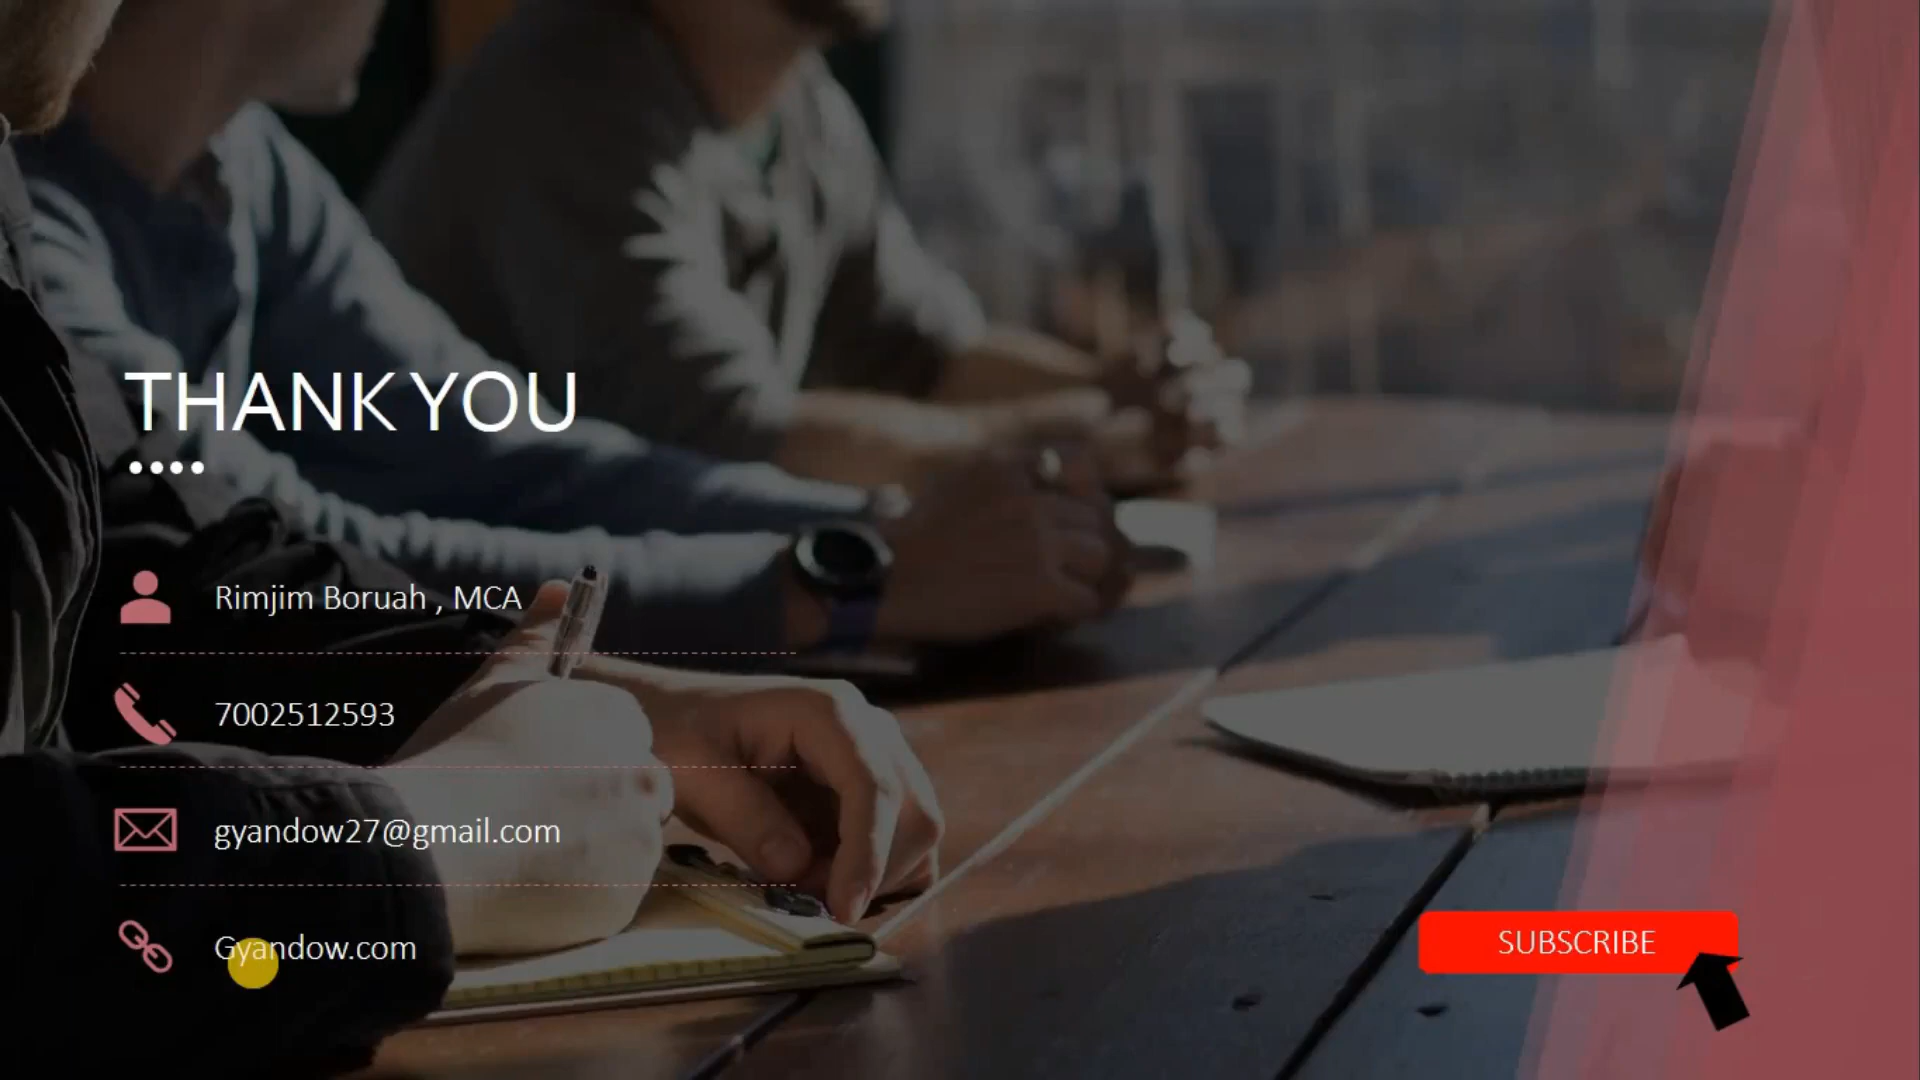 THANK YOU
Rimjim Boruah , MCA
7002512593
gyandow27@gmail.com
Gyandow.com
SUBSCRIBE